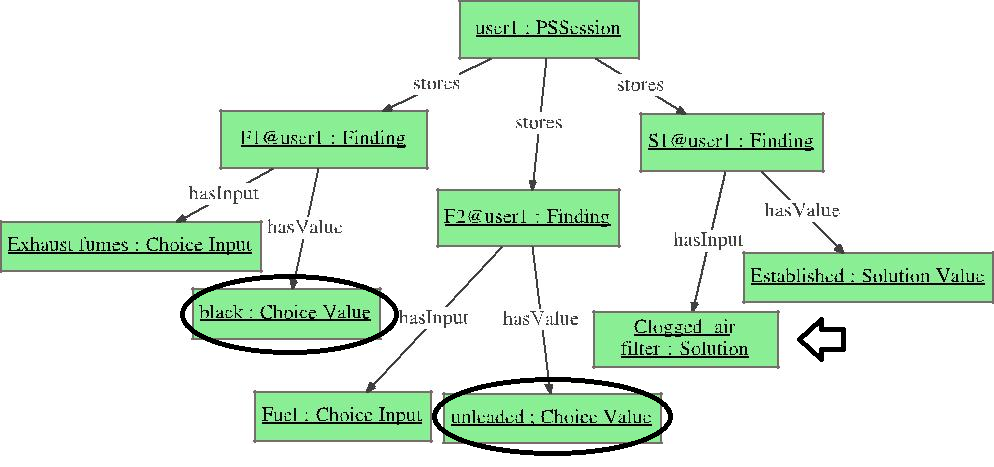 user1 : PSSession
stores
stores
stores
F1@user1 : Finding
S1@user1 : Finding
hasInput
hasValue
F2@user1 : Finding
hasInput
hasValue
Exhaust fumes : Choice Input
Established : Solution Value
black : Choice Value
hasInput
hasValue
Clogged air
filter : Solution
Fuel : Choice Input
unleaded : Choice Value